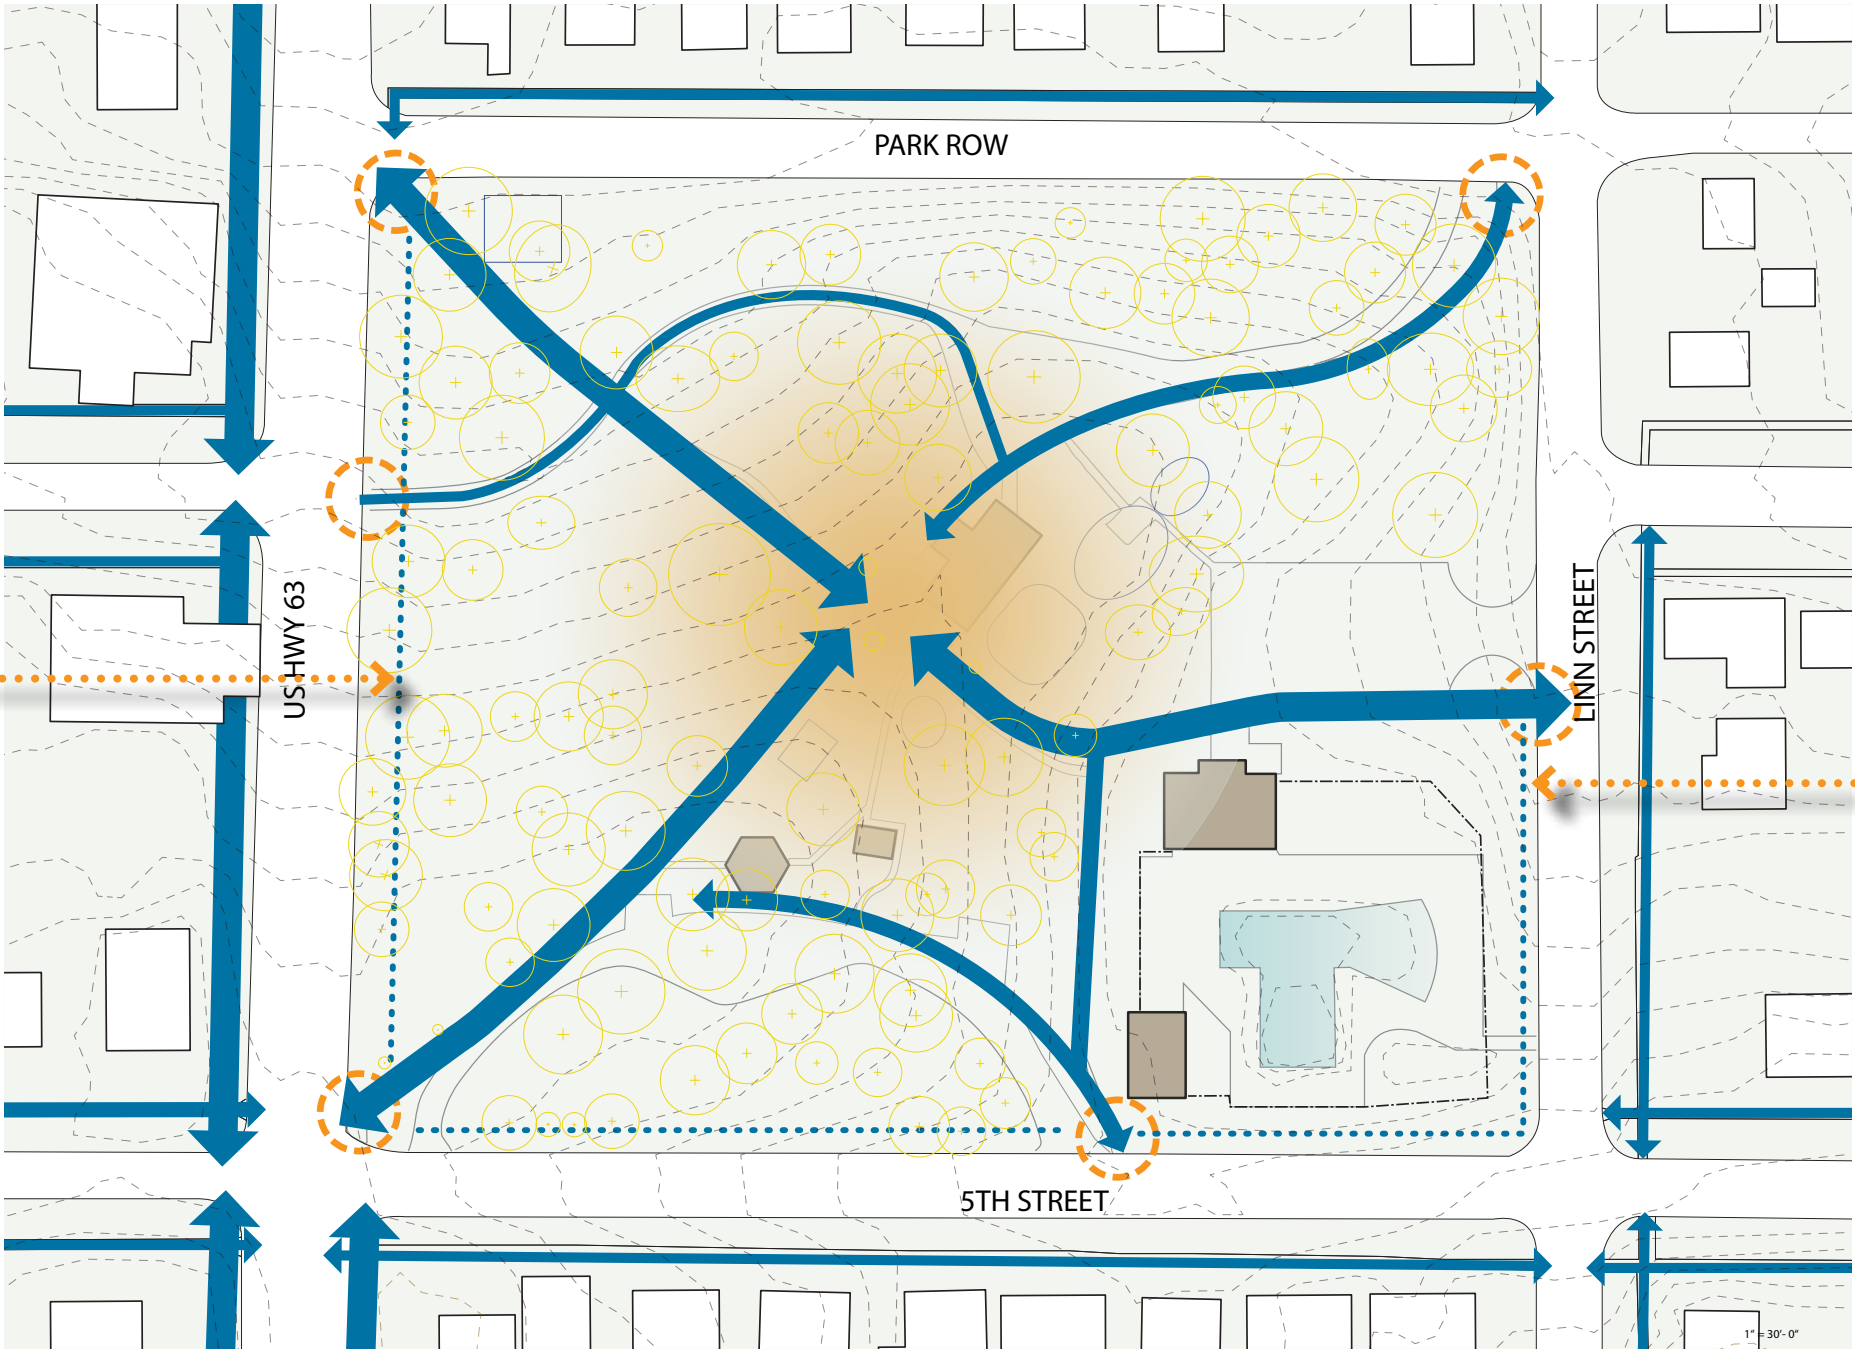 PARK ROW
US HWY 63
LINN STREET
5TH STREET
1" = 30'- 0"